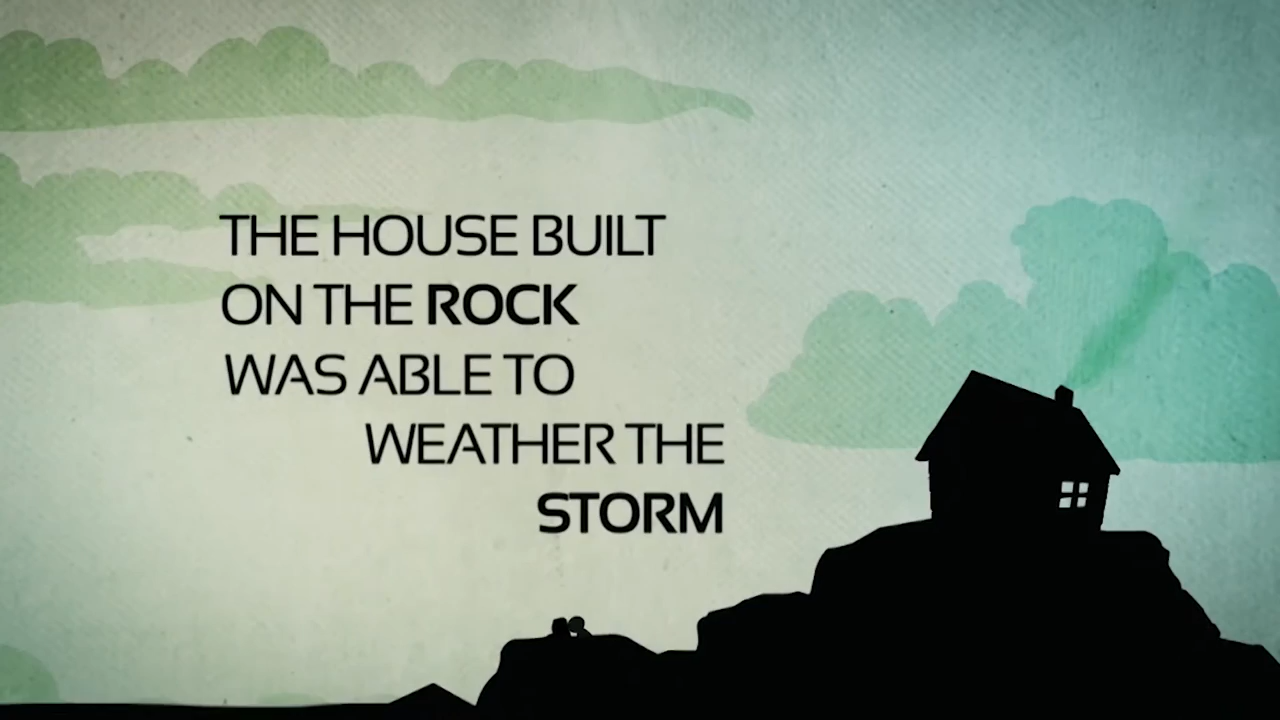 THE HOUSE BUILT
ON THE ROCK
WAS ABLE TO
WEATHER THE
STORM